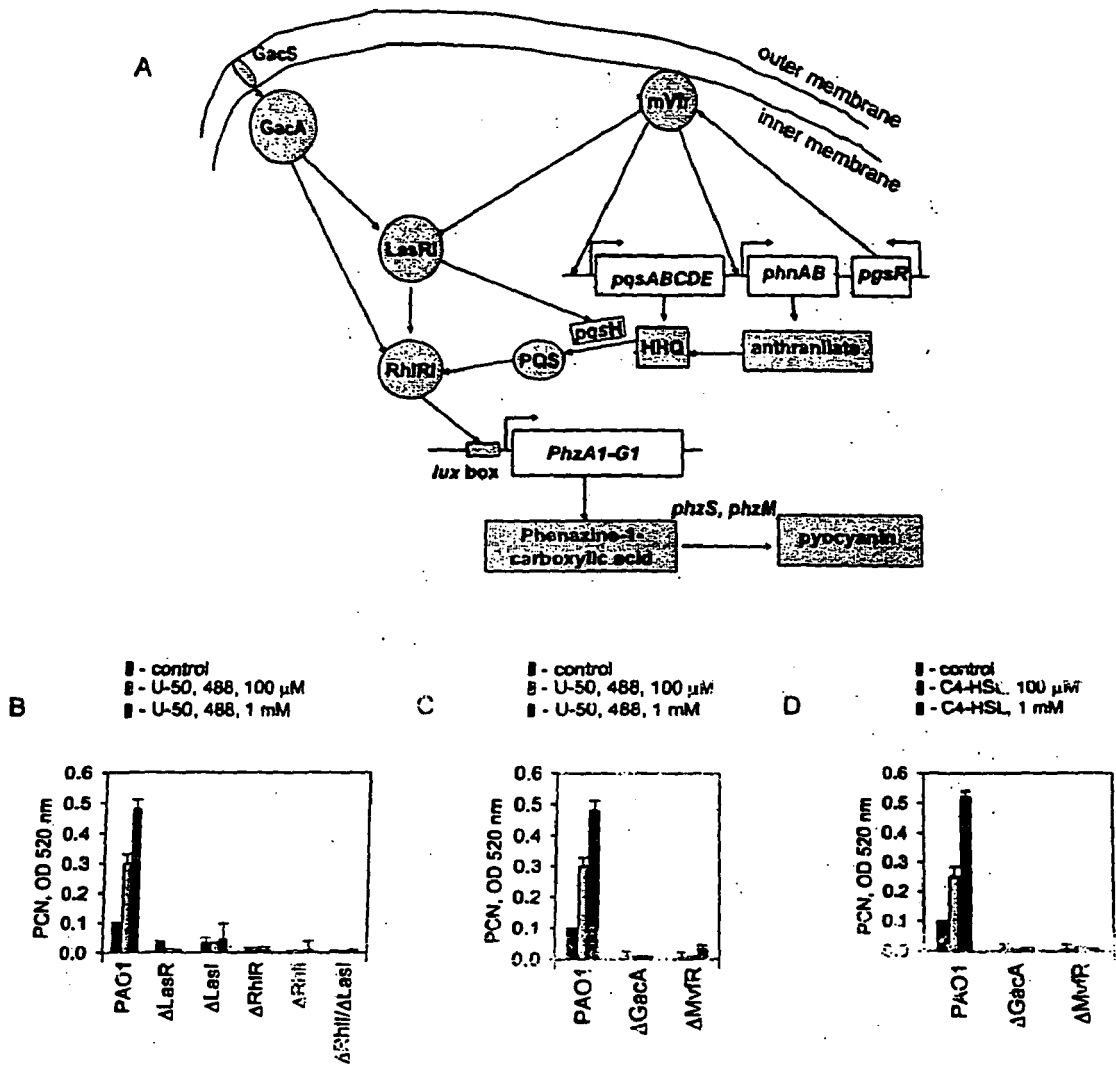 A
GacS
GacA
outer membrane
inner membrane
LasRI
pqsABCDE
phnAB
pgsR
pqsH
HHQ
anthranilate
PQS
RhlRI
PhzA1-G1
lux box
phzS, phzM
Phenazine-1-
carboxylic acid
pyocyanin
B
- control
- U-50, 488, 100 µM
- U-50, 488, 1 mM
PCN, OD 520 nm
0.6
0.5
0.4
0.3
0.2
0.1
0.0
PAO1
ΔLasR
ΔLasI
ΔRhlR
ΔRhlI
ΔRhlI/ΔLasI
C
- control
- U-50, 488, 100 µM
- U-50, 488, 1 mM
PCN, OD 520 nm
0.6
0.5
0.4
0.3
0.2
0.1
0.0
PAO1
ΔGacA
ΔMvfR
D
- control
- C4-HSL, 100 µM
- C4-HSL, 1 mM
PCN, OD 520 nm
0.6
0.5
0.4
0.3
0.2
0.1
0.0
PAO1
ΔGacA
ΔMvfR